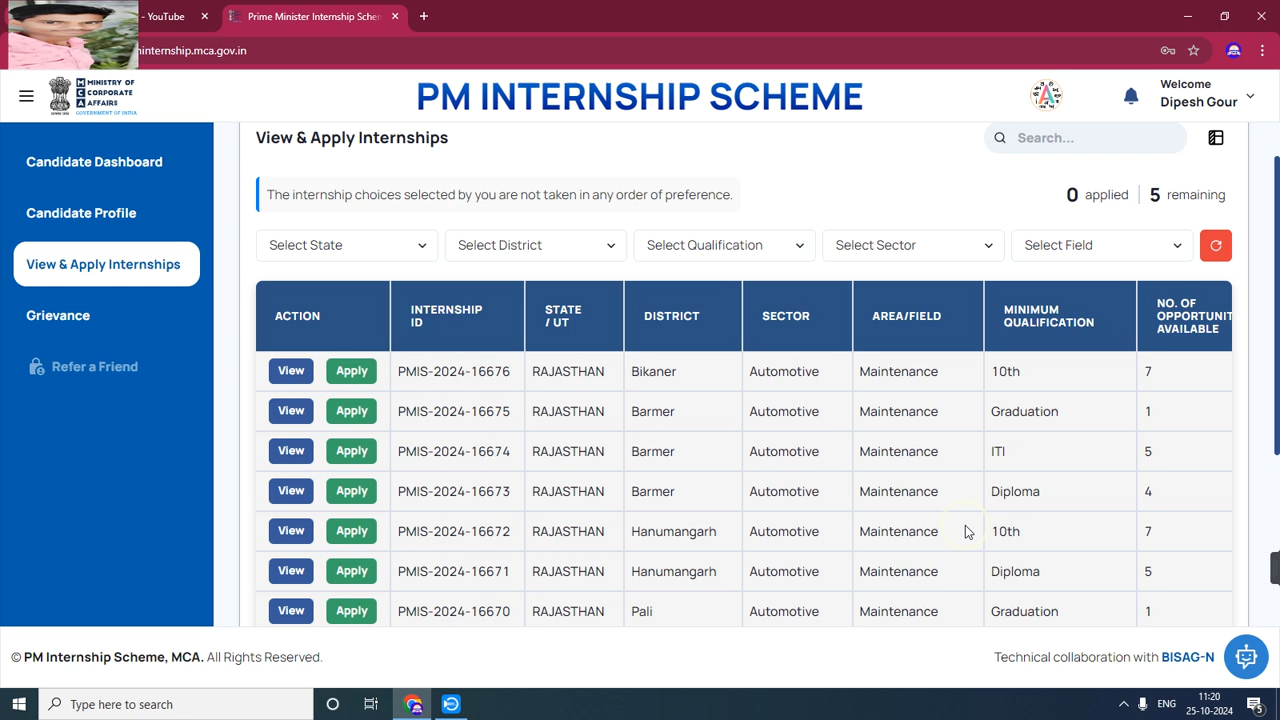 - YouTube
Prime Minister Internship Sche
ninternship.mca.gov.in
MINISTRY OF
CORPORATE
AFFAIRS
GOVERNMENT OF INDIA
MCA
PM INTERNSHIP SCHEME
Welcome
Dipesh Gour
Candidate Dashboard
Candidate Profile
View & Apply Internships
Grievance
Refer a Friend
View & Apply Internships
Search...
The internship choices selected by you are not taken in any order of preference.
0 applied 5 remaining
Select State Select District Select Qualification Select Sector Select Field
ACTION INTERNSHIP ID STATE / UT DISTRICT SECTOR AREA/FIELD MINIMUM QUALIFICATION NO. OF OPPORTUNIT AVAILABLE
View Apply PMIS-2024-16676 RAJASTHAN Bikaner Automotive Maintenance 10th 7
View Apply PMIS-2024-16675 RAJASTHAN Barmer Automotive Maintenance Graduation 1
View Apply PMIS-2024-16674 RAJASTHAN Barmer Automotive Maintenance ITI 5
View Apply PMIS-2024-16673 RAJASTHAN Barmer Automotive Maintenance Diploma 4
View Apply PMIS-2024-16672 RAJASTHAN Hanumangarh Automotive Maintenance 10th 7
View Apply PMIS-2024-16671 RAJASTHAN Hanumangarh Automotive Maintenance Diploma 5
View Apply PMIS-2024-16670 RAJASTHAN Pali Automotive Maintenance Graduation 1
© PM Internship Scheme, MCA. All Rights Reserved.
Technical collaboration with BISAG-N
Type here to search
ENG
11:20
25-10-2024
5